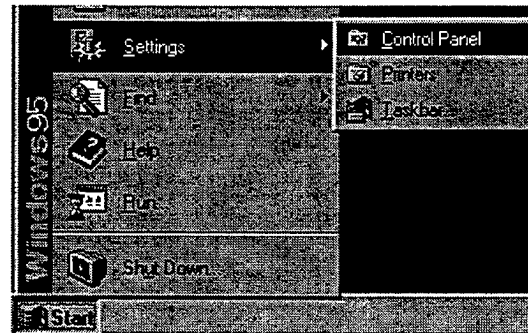 Settings
Control Panel
Printers
Taskbar...
Find
Help
Run...
Shut Down...
Windows95
Start